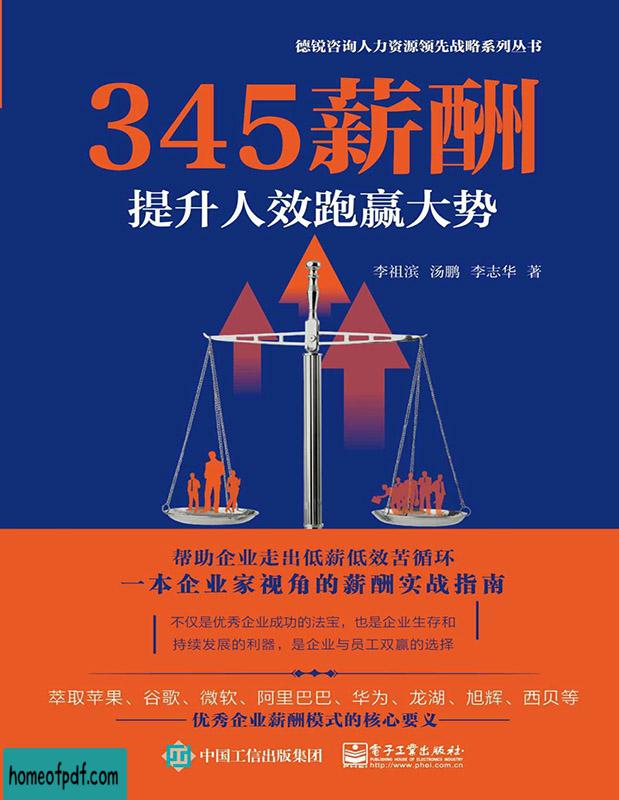 德锐咨询人力资源领先战略系列丛书
345薪酬
提升人效跑赢大势
李祖滨 汤鹏 李志华 著
帮助企业走出低薪低效苦循环
一本企业家视角的薪酬实战指南
不仅是优秀企业成功的法宝，也是企业生存和
持续发展的利器，是企业与员工双赢的选择
萃取苹果、谷歌、微软、阿里巴巴、华为、龙湖、旭辉、西贝等
优秀企业薪酬模式的核心要义
中国工信出版集团
电子工业出版社
PUBLISHING HOUSE OF ELECTRONICS INDUSTRY
http://www.phei.com.cn
homeofpdf.com